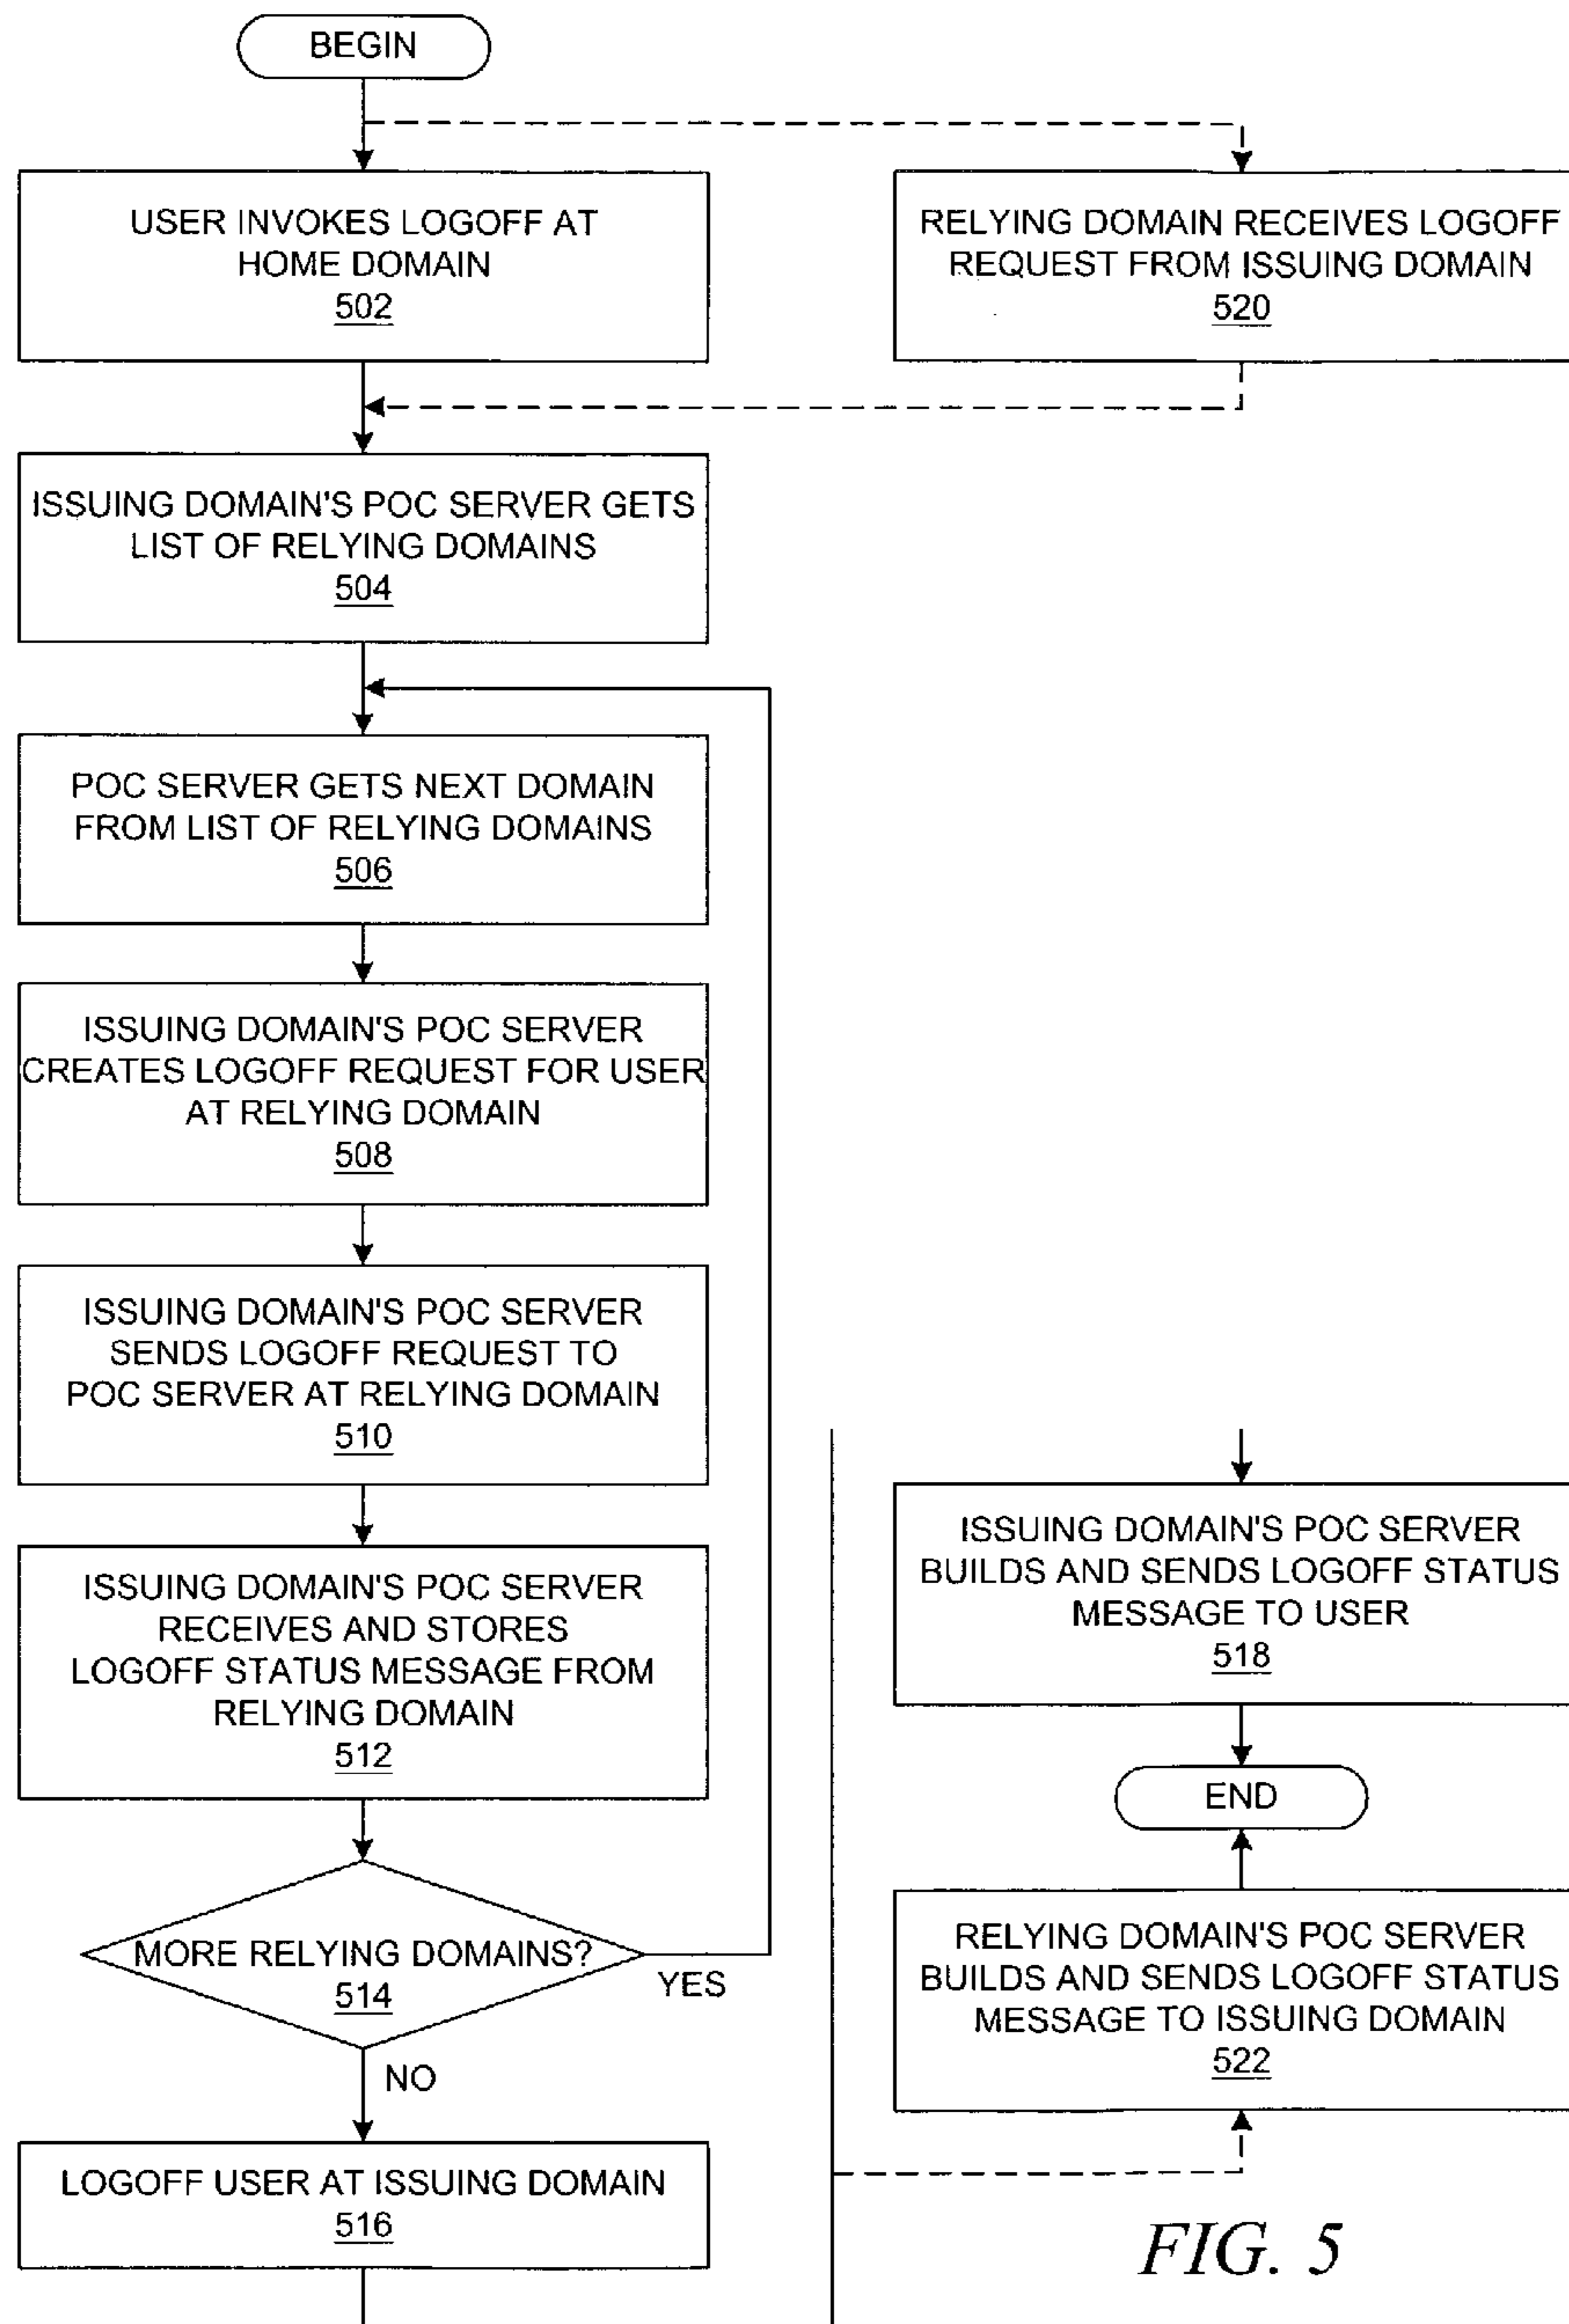 BEGIN
USER INVOKES LOGOFF AT
HOME DOMAIN
502
RELYING DOMAIN RECEIVES LOGOFF
REQUEST FROM ISSUING DOMAIN
520
ISSUING DOMAIN'S POC SERVER GETS
LIST OF RELYING DOMAINS
504
POC SERVER GETS NEXT DOMAIN
FROM LIST OF RELYING DOMAINS
506
ISSUING DOMAIN'S POC SERVER
CREATES LOGOFF REQUEST FOR USER
AT RELYING DOMAIN
508
ISSUING DOMAIN'S POC SERVER
SENDS LOGOFF REQUEST TO
POC SERVER AT RELYING DOMAIN
510
ISSUING DOMAIN'S POC SERVER
RECEIVES AND STORES
LOGOFF STATUS MESSAGE FROM
RELYING DOMAIN
512
MORE RELYING DOMAINS?
514
YES
NO
LOGOFF USER AT ISSUING DOMAIN
516
ISSUING DOMAIN'S POC SERVER
BUILDS AND SENDS LOGOFF STATUS
MESSAGE TO USER
518
END
RELYING DOMAIN'S POC SERVER
BUILDS AND SENDS LOGOFF STATUS
MESSAGE TO ISSUING DOMAIN
522
FIG. 5